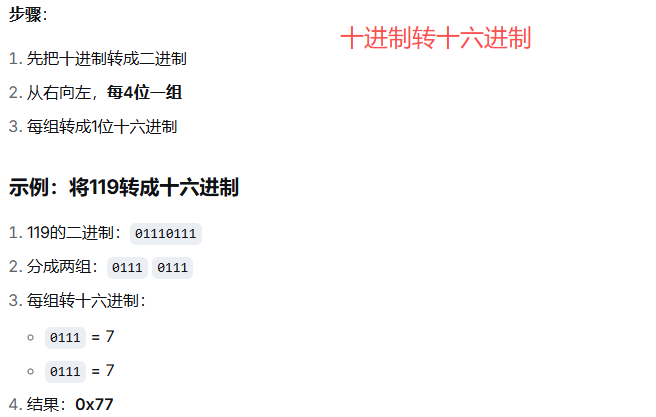 步骤：
十进制转十六进制
1. 先把十进制转成二进制
2. 从右向左，每4位一组
3. 每组转成1位十六进制
示例：将119转成十六进制
1. 119的二进制：01110111
2. 分成两组：0111 0111
3. 每组转十六进制：
0111 = 7
0111 = 7
4. 结果：0x77